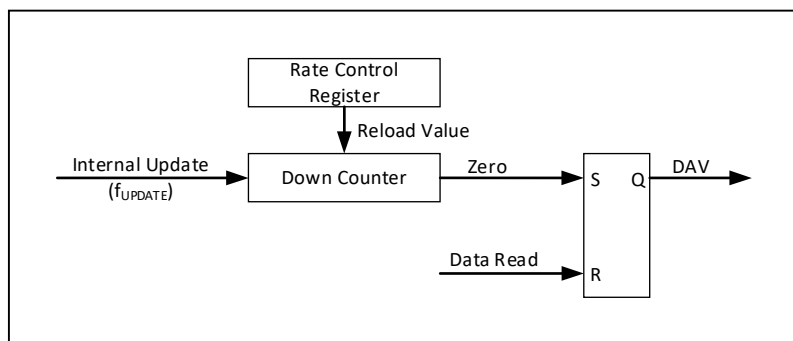 Rate Control
Register
Reload Value
Internal Update
(fUPDATE)
Down Counter
Zero
S
Q
DAV
Data Read
R